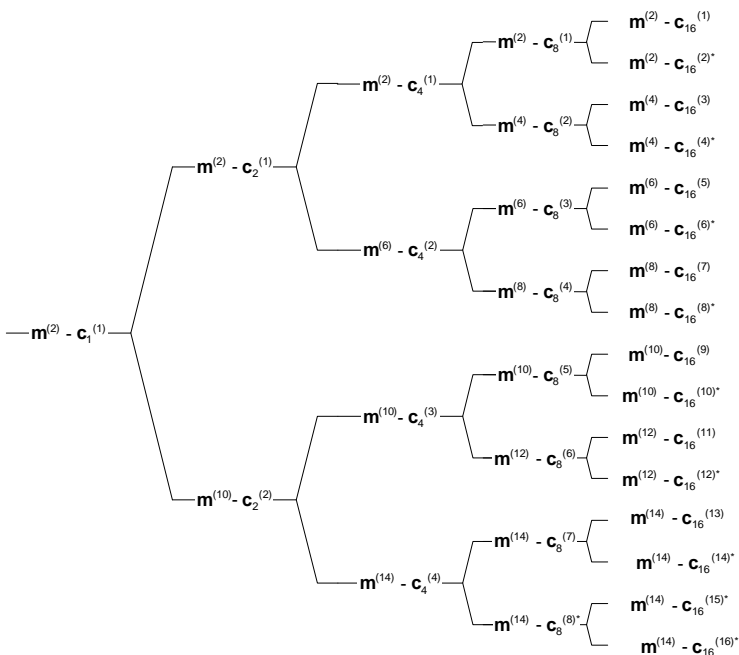 m(2) - c16(1)
m(2) - c8(1)
m(2) - c16(2)*
m(2) - c4(1)
m(4) - c16(3)
m(4) - c8(2)
m(4) - c16(4)*
m(2) - c2(1)
m(6) - c16(5)
m(6) - c8(3)
m(6) - c16(6)*
m(6) - c4(2)
m(8) - c16(7)
m(8) - c8(4)
m(8) - c16(8)*
m(2) - c1(1)
m(10) - c16(9)
m(10) - c8(5)
m(10) - c16(10)*
m(10) - c4(3)
m(12) - c16(11)
m(12) - c8(6)
m(12) - c16(12)*
m(10) - c2(2)
m(14) - c16(13)
m(14) - c8(7)
m(14) - c16(14)*
m(14) - c4(4)
m(14) - c16(15)*
m(14) - c8(8)*
m(14) - c16(16)*